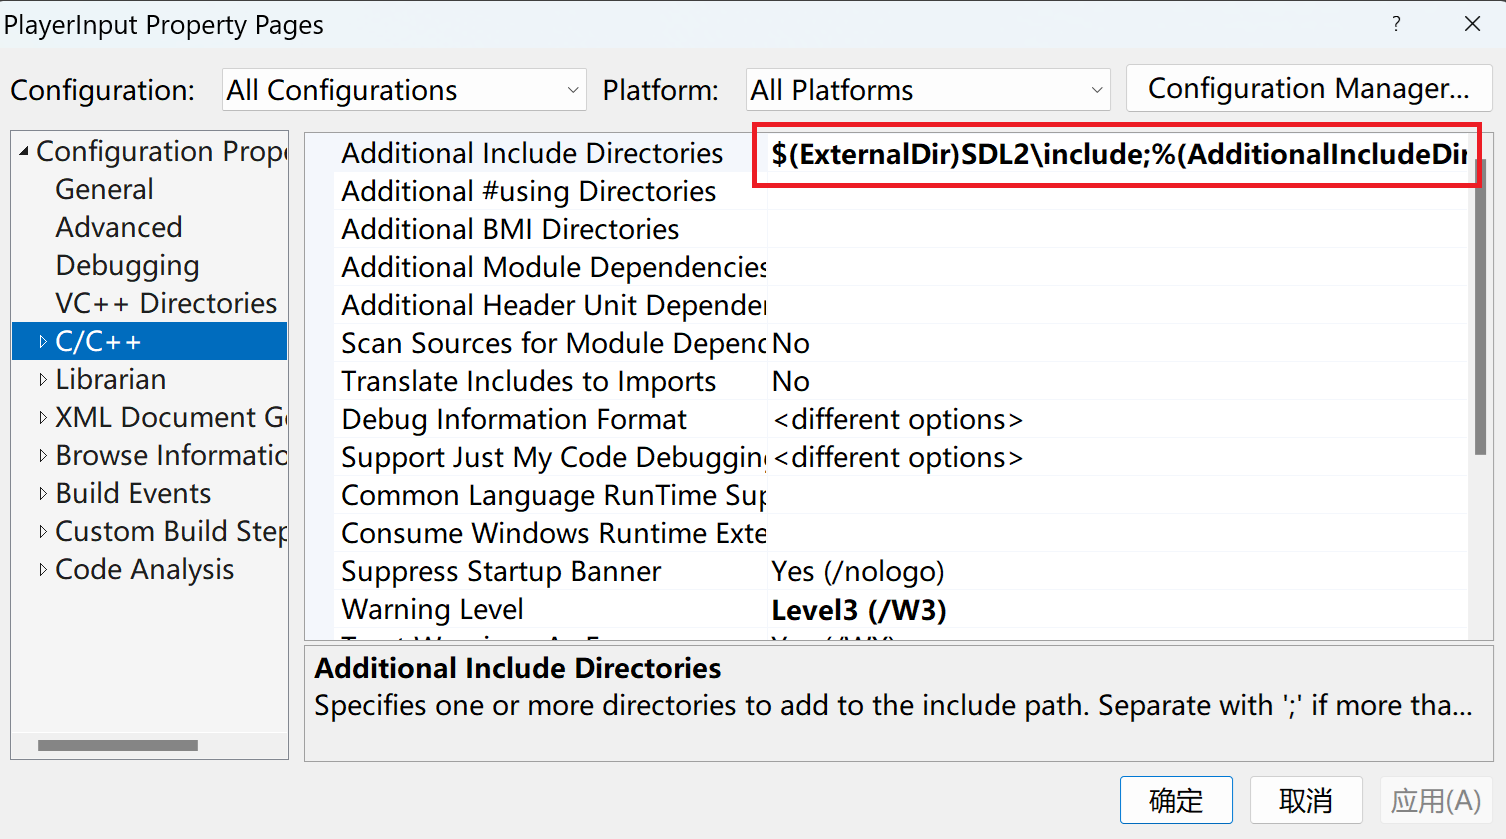 PlayerInput Property Pages
?
Configuration: All Configurations Platform: All Platforms Configuration Manager...
Configuration Prope
General
Advanced
Debugging
VC++ Directories
C/C++
Librarian
XML Document Ge
Browse Informatio
Build Events
Custom Build Step
Code Analysis
Additional Include Directories $(ExternalDir)SDL2\include;%(AdditionalIncludeDir
Additional #using Directories
Additional BMI Directories
Additional Module Dependencies
Additional Header Unit Depender
Scan Sources for Module Depenc No
Translate Includes to Imports No
Debug Information Format <different options>
Support Just My Code Debugging <different options>
Common Language RunTime Sup
Consume Windows Runtime Exte
Suppress Startup Banner Yes (/nologo)
Warning Level Level3 (/W3)
Additional Include Directories
Specifies one or more directories to add to the include path. Separate with ';' if more tha...
确定 取消 应用(A)